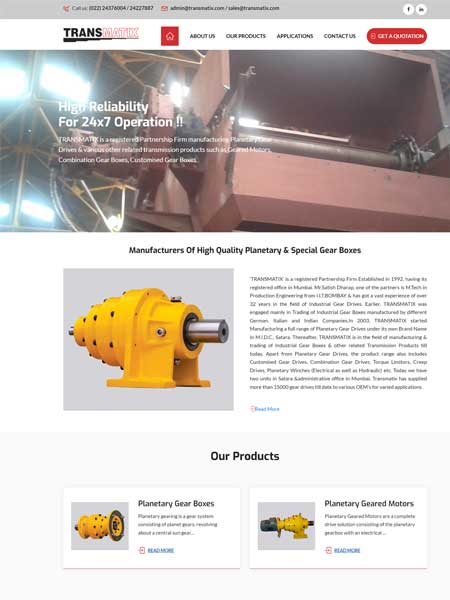 Call us: (022) 24376004 / 24227887 admin@transmatix.com / sales@transmatix.com
TRANSMATIX
ABOUT US OUR PRODUCTS APPLICATIONS CONTACT US GET A QUOTATION
High Reliability
For 24x7 Operation !!
TRANSMATIX is a registered Partnership Firm manufacturing Planetary Gear
Drives & various other related transmission products such as Geared Motors,
Combination Gear Boxes, Customised Gear Boxes.
Manufacturers Of High Quality Planetary & Special Gear Boxes
'TRANSMATIX' is a registered Partnership Firm Established in 1992, having its
registered office in Mumbai. Mr.Satish Dharap, one of the partners is M.Tech in
Production Engineering from I.I.T.BOMBAY & has got a vast experience of over
32 years in the field of Industrial Gear Drives. Earlier, TRANSMATIX was
engaged mainly in Trading of Industrial Gear Boxes manufactured by different
German, Italian and Indian Companies.In 2003, TRANSMATIX started
Manufacturing a full range of Planetary Gear Drives under its own Brand Name
in M.I.D.C., Satara. Thereafter, TRANSMATIX is in the field of manufacturing &
trading of Industrial Gear Boxes & other related Transmission Products till
today. Apart from Planetary Gear Drives, the product range also includes
Customised Gear Drives, Combination Gear Drives, Torque Limitors, Creep
Drives, Planetary Winches (Electrical as well as Hydraulic) etc. Today we have
two units in Satara &administrative office in Mumbai. Transmatix has supplied
more than 15000 gear drives till date to various OEM's for varied applications.
Read More
Our Products
Planetary Gear Boxes
Planetary gearing is a gear system
consisting of planet gears, revolving
about a central sun gear...
READ MORE
Planetary Geared Motors
Planetary Geared Motors are a complete
drive solution consisting of the planetary
gearbox with an electrical ...
READ MORE